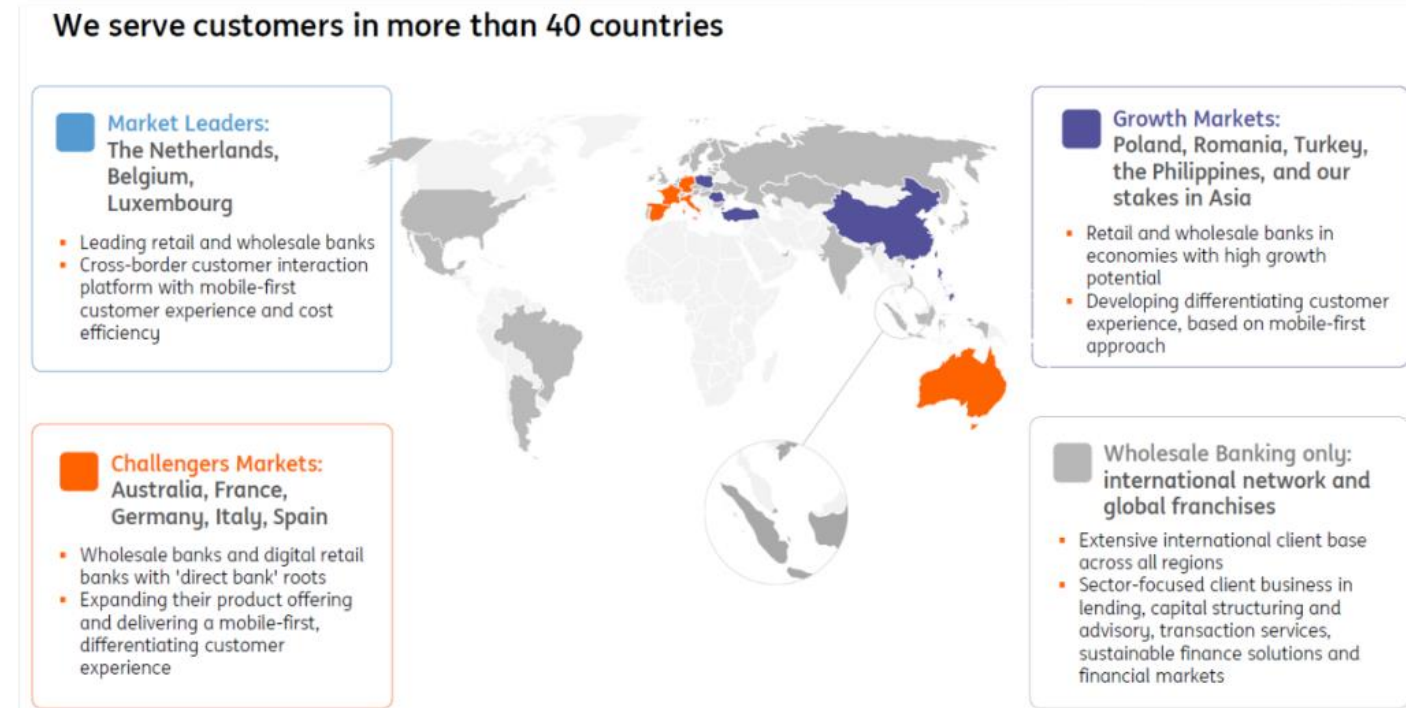 We serve customers in more than 40 countries
Market Leaders:
The Netherlands,
Belgium,
Luxembourg
▪ Leading retail and wholesale banks
▪ Cross-border customer interaction
platform with mobile-first
customer experience and cost
efficiency
Challengers Markets:
Australia, France,
Germany, Italy, Spain
▪ Wholesale banks and digital retail
banks with 'direct bank' roots
▪ Expanding their product offering
and delivering a mobile-first,
differentiating customer
experience
Growth Markets:
Poland, Romania, Turkey,
the Philippines, and our
stakes in Asia
▪ Retail and wholesale banks in
economies with high growth
potential
▪ Developing differentiating customer
experience, based on mobile-first
approach
Wholesale Banking only:
international network and
global franchises
▪ Extensive international client base
across all regions
▪ Sector-focused client business in
lending, capital structuring and
advisory, transaction services,
sustainable finance solutions and
financial markets